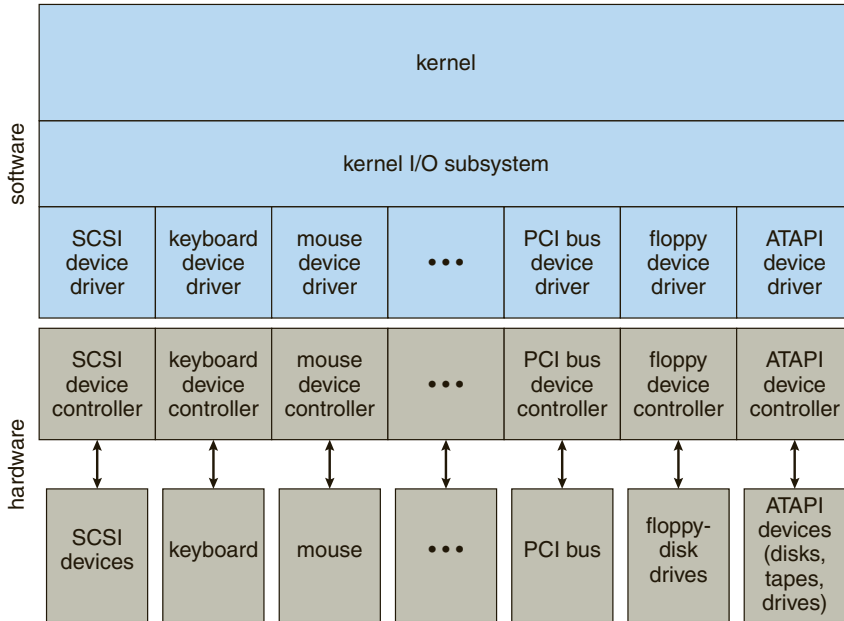 software
kernel
kernel I/O subsystem
SCSI
device
driver
keyboard
device
driver
mouse
device
driver
•••
PCI bus
device
driver
floppy
device
driver
ATAPI
device
driver
hardware
SCSI
device
controller
keyboard
device
controller
mouse
device
controller
•••
PCI bus
device
controller
floppy
device
controller
ATAPI
device
controller
SCSI
devices
keyboard
mouse
•••
PCI bus
floppy-
disk
drives
ATAPI
devices
(disks,
tapes,
drives)